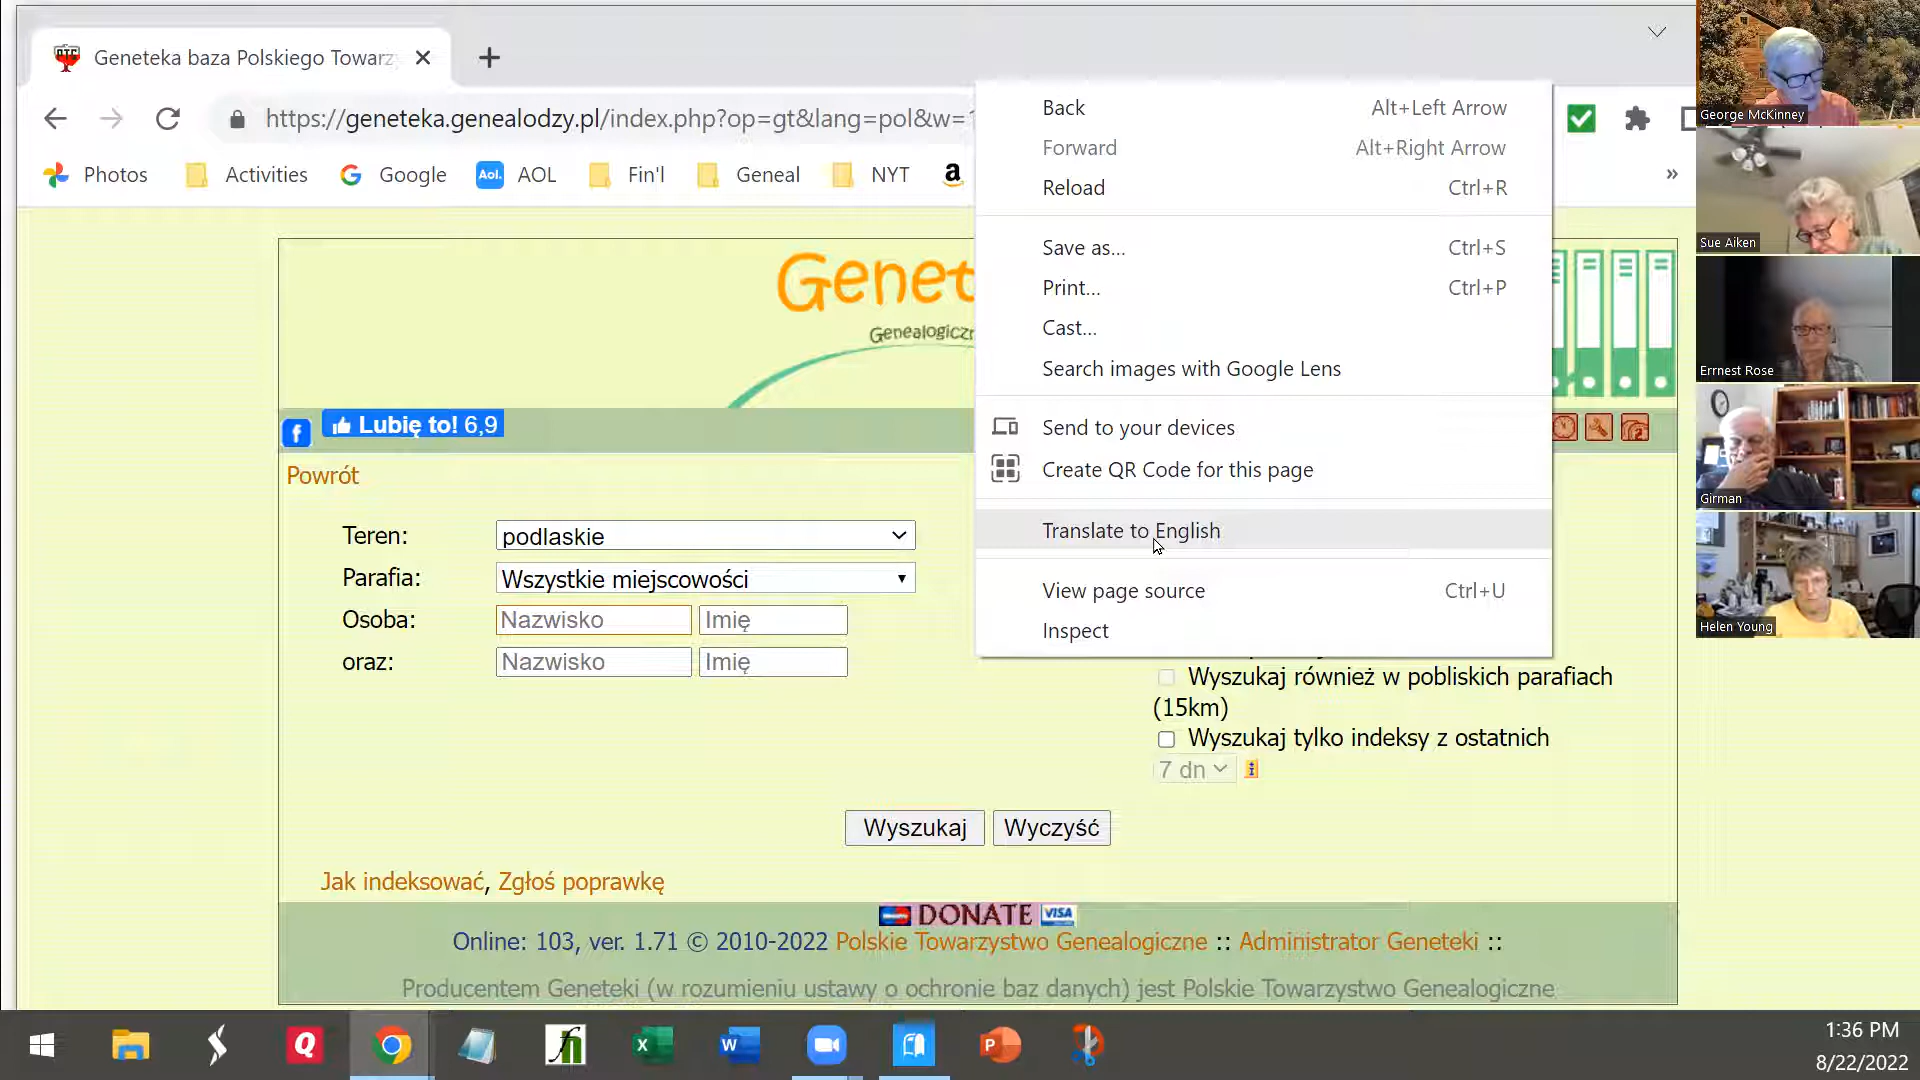 Geneteka baza Polskiego Towarz
https://geneteka.genealodzy.pl/index.php?op=gt&lang=pol&w=1
Photos
Activities
Google
Aol.
AOL
Fin'l
Geneal
NYT
»
Back Alt+Left Arrow
Forward Alt+Right Arrow
Reload Ctrl+R
Save as... Ctrl+S
Print... Ctrl+P
Cast...
Search images with Google Lens
Send to your devices
Create QR Code for this page
Translate to English
View page source Ctrl+U
Inspect
Genet
Genealogiczn
Lubię to! 6,9
Powrót
Teren: podlaskie
Parafia: Wszystkie miejscowości
Osoba: Nazwisko Imię
oraz: Nazwisko Imię
Wyszukaj również w pobliskich parafiach
(15km)
Wyszukaj tylko indeksy z ostatnich
7 dn
Wyszukaj Wyczyść
Jak indeksować, Zgłoś poprawkę
DONATE VISA
Online: 103, ver. 1.71 © 2010-2022 Polskie Towarzystwo Genealogiczne :: Administrator Geneteki ::
Producentem Geneteki (w rozumieniu ustawy o ochronie baz danych) jest Polskie Towarzystwo Genealogiczne
George McKinney
Sue Aiken
Errnest Rose
Girman
Helen Young
1:36 PM
8/22/2022